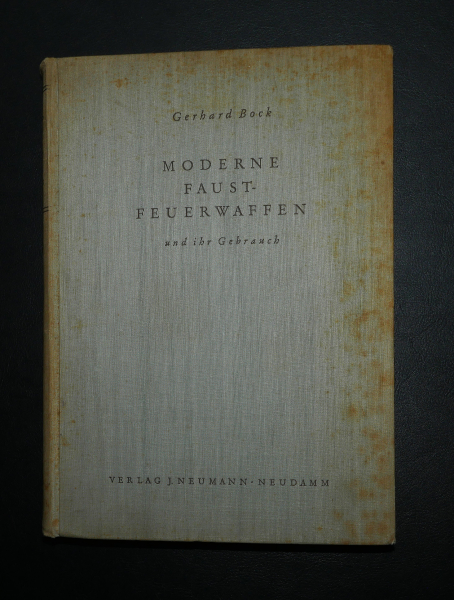 Gerhard Bock
MODERNE
FAUST-
FEUERWAFFEN
und ihr Gebrauch
VERLAG J. NEUMANN · NEUDAMM